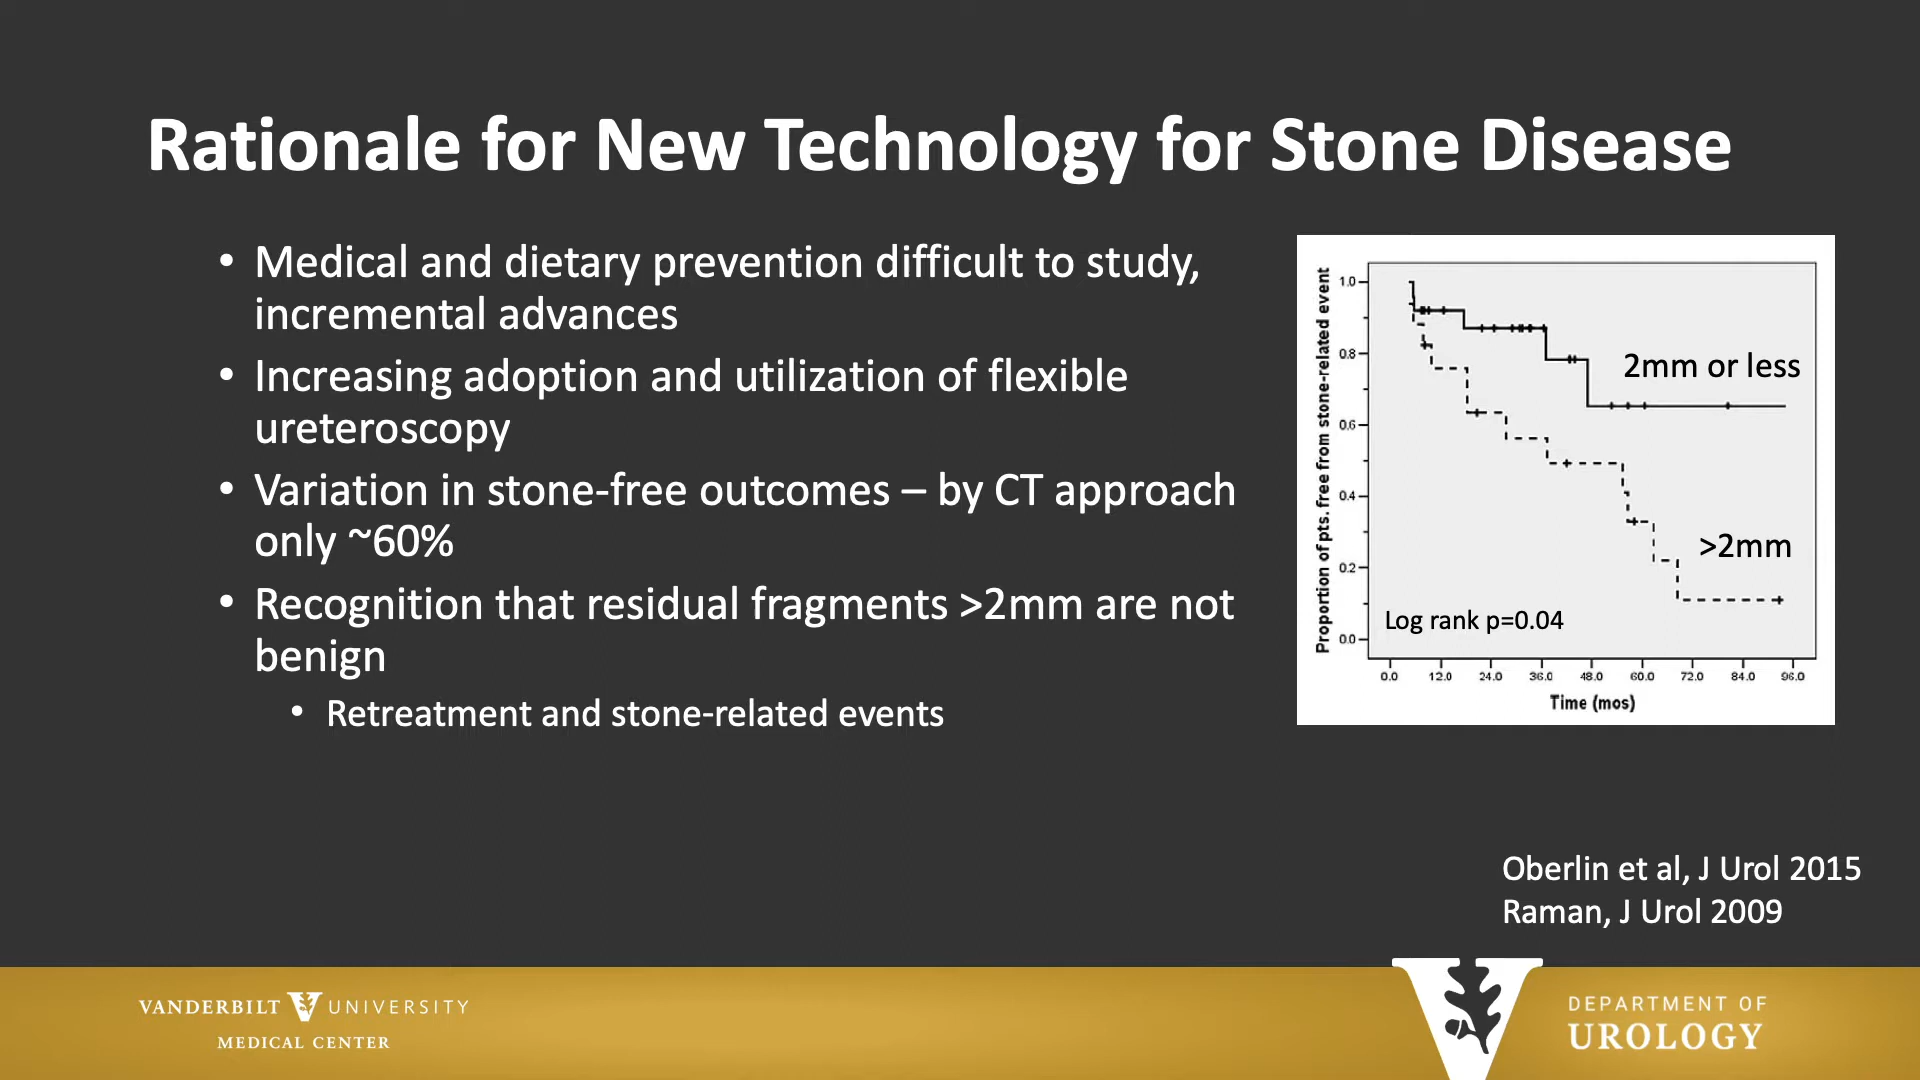 Rationale for New Technology for Stone Disease
• Medical and dietary prevention difficult to study,
incremental advances
• Increasing adoption and utilization of flexible
ureteroscopy
• Variation in stone-free outcomes – by CT approach
only ~60%
• Recognition that residual fragments >2mm are not
benign
• Retreatment and stone-related events
Proportion of pts. free from stone-related event
1.0
0.8
0.6
0.4
0.2
0.0
2mm or less
>2mm
Log rank p=0.04
0.0 12.0 24.0 36.0 48.0 60.0 72.0 84.0 96.0
Time (mos)
Oberlin et al, J Urol 2015
Raman, J Urol 2009
VANDERBILT V UNIVERSITY
MEDICAL CENTER
V
DEPARTMENT OF
UROLOGY